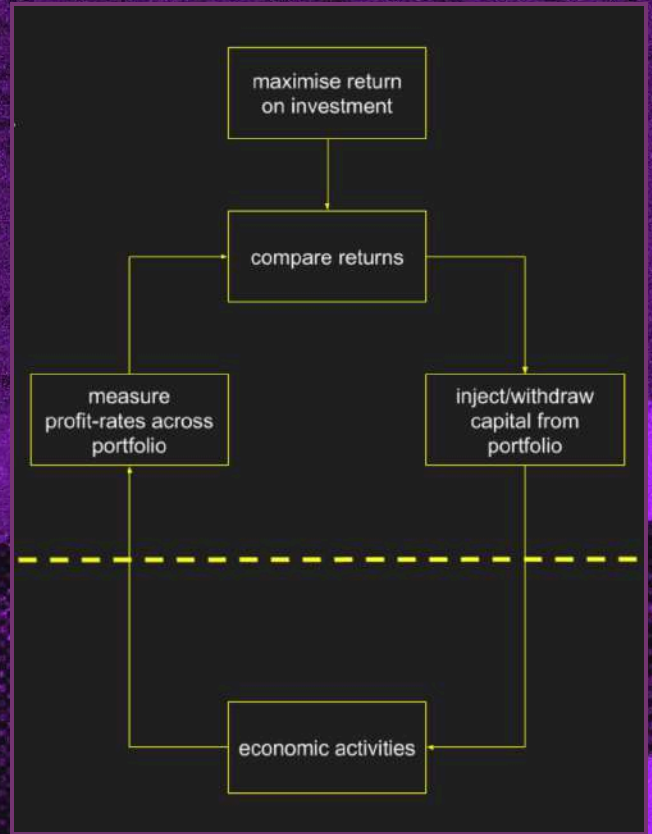 maximise return
on investment
compare returns
measure
profit-rates across
portfolio
inject/withdraw
capital from
portfolio
economic activities